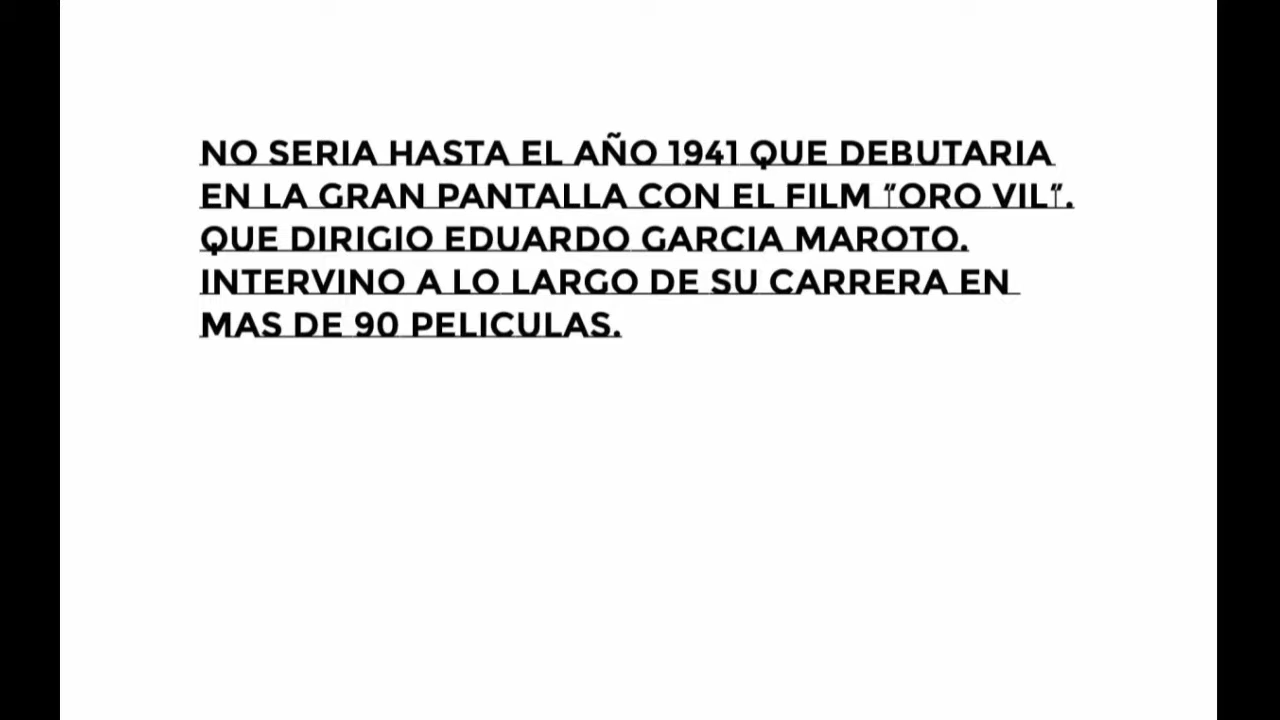 NO SERIA HASTA EL AÑO 1941 QUE DEBUTARIA
EN LA GRAN PANTALLA CON EL FILM "ORO VIL".
QUE DIRIGIO EDUARDO GARCIA MAROTO.
INTERVINO A LO LARGO DE SU CARRERA EN
MAS DE 90 PELICULAS.